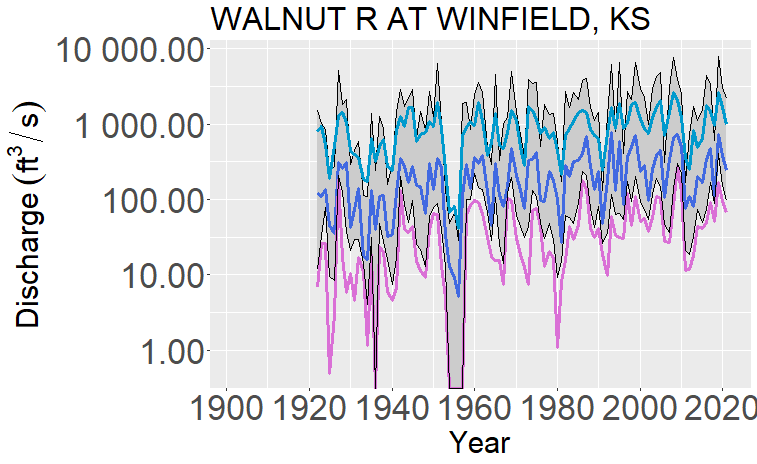 WALNUT R AT WINFIELD, KS
Discharge (ft³/s)
10 000.00
1 000.00
100.00
10.00
1.00
1900 1920 1940 1960 1980 2000 2020
Year